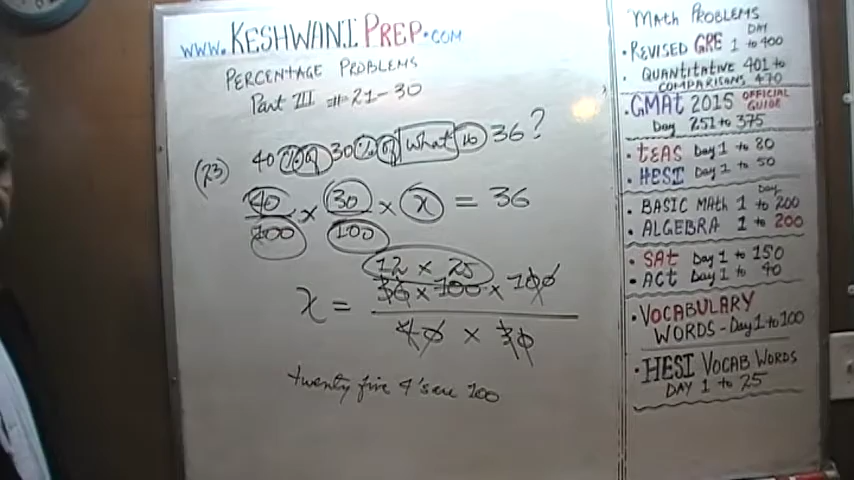 www.KESHWANIPREP.COM
PERCENTAGE PROBLEMS
Part III #21-30
(23) 40 % of 30 % of what is 36?
40/100 × 30/100 × x = 36
12 × 25
x = 36 × 100 × 100 / 40 × 30
twenty five 4's are 100
MATH PROBLEMS
DAY
• REVISED GRE 1 to 400
• QUANTITATIVE 401 to
COMPARISONS 470
• GMAT 2015 OFFICIAL GUIDE
Day 251 to 375
• TEAS Day 1 to 20
• HESI Day 1 to 50
Day
• BASIC MATH 1 to 200
• ALGEBRA 1 to 200
• SAT Day 1 to 150
• ACT Day 1 to 40
• VOCABULARY
WORDS - Day 1 to 100
• HESI VOCAB WORDS
DAY 1 to 25